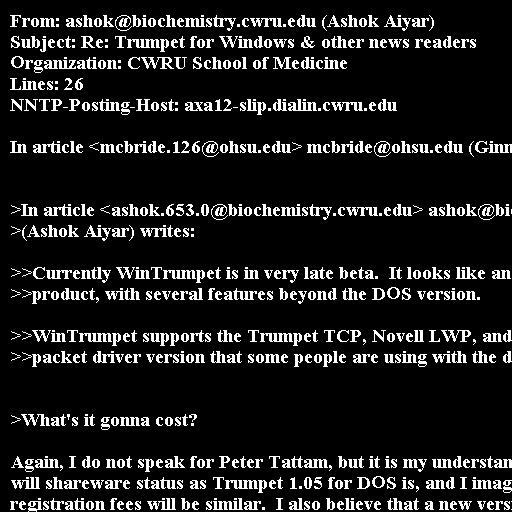 From: ashok@biochemistry.cwru.edu (Ashok Aiyar)
Subject: Re: Trumpet for Windows & other news readers
Organization: CWRU School of Medicine
Lines: 26
NNTP-Posting-Host: axa12-slip.dialin.cwru.edu
In article <mcbride.126@ohsu.edu> mcbride@ohsu.edu (Ginn
>In article <ashok.653.0@biochemistry.cwru.edu> ashok@bi
>(Ashok Aiyar) writes:
>>Currently WinTrumpet is in very late beta.  It looks like an
>>product, with several features beyond the DOS version.
>>WinTrumpet supports the Trumpet TCP, Novell LWP, and
>>packet driver version that some people are using with the d
>What's it gonna cost?
Again, I do not speak for Peter Tattam, but it is my understan
will shareware status as Trumpet 1.05 for DOS is, and I imag
registration fees will be similar.  I also believe that a new versi